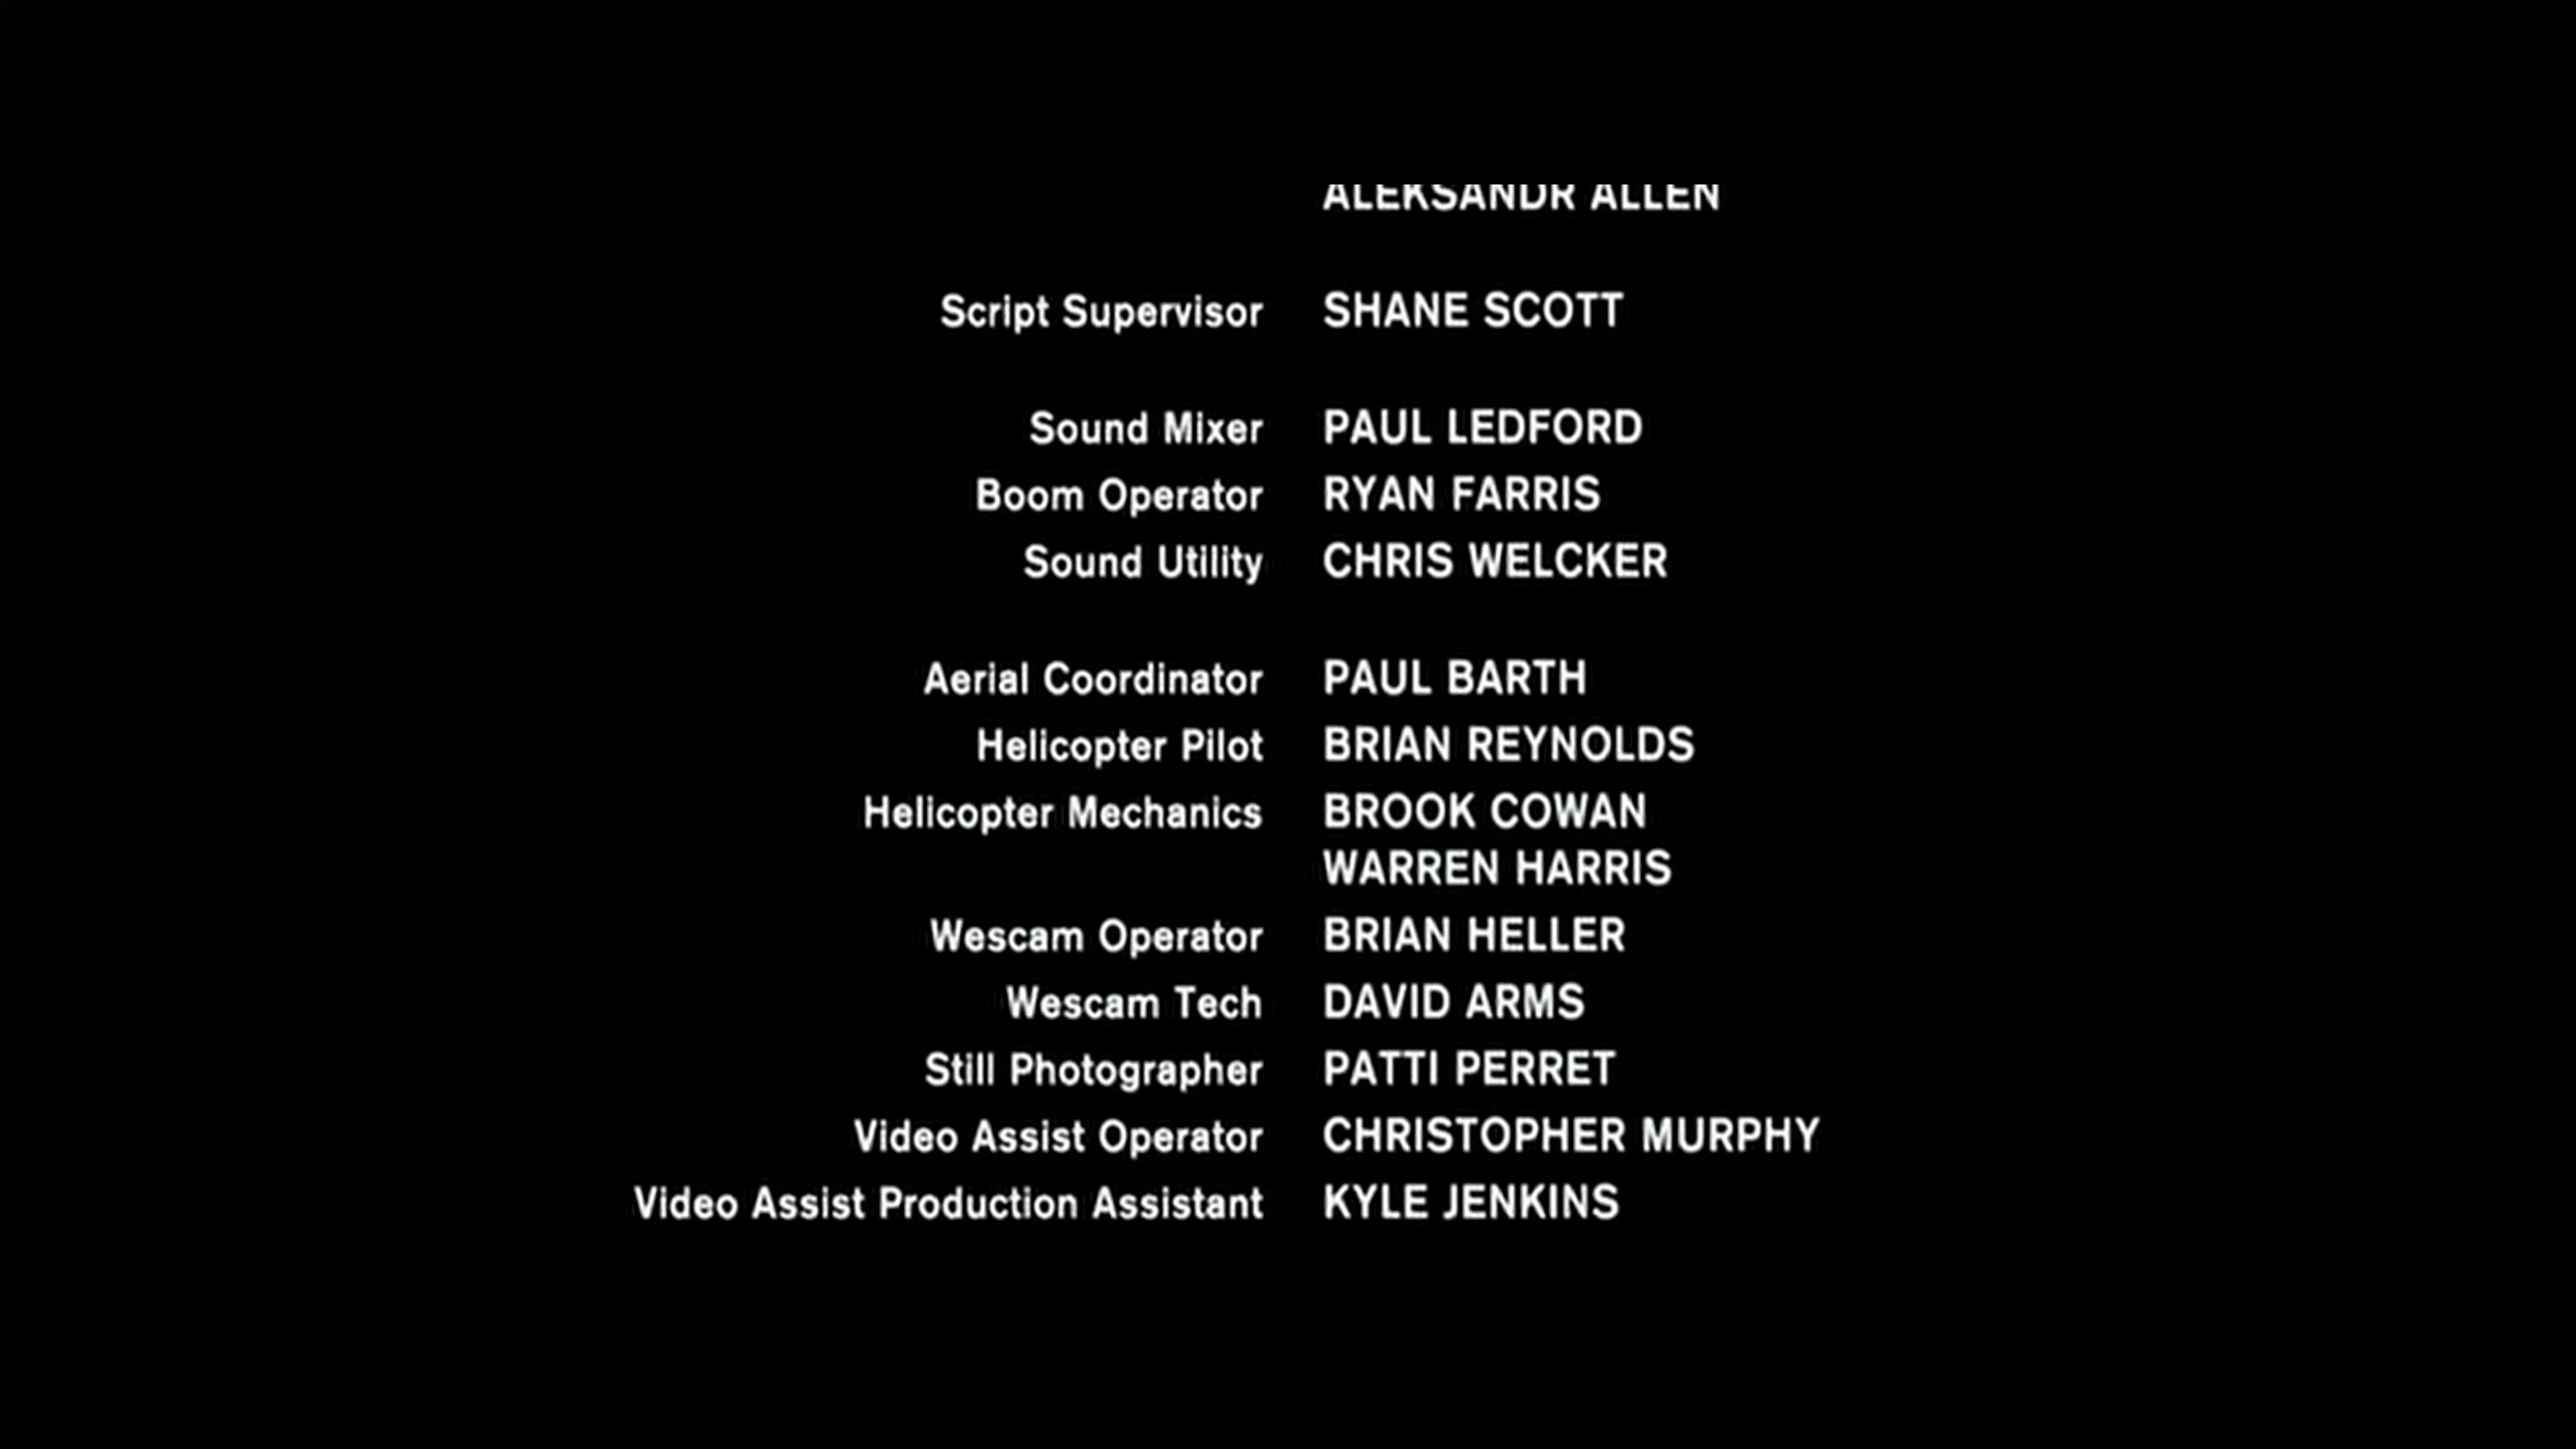 ALEKSANDR ALLEN
Script Supervisor SHANE SCOTT
Sound Mixer PAUL LEDFORD
Boom Operator RYAN FARRIS
Sound Utility CHRIS WELCKER
Aerial Coordinator PAUL BARTH
Helicopter Pilot BRIAN REYNOLDS
Helicopter Mechanics BROOK COWAN
WARREN HARRIS
Wescam Operator BRIAN HELLER
Wescam Tech DAVID ARMS
Still Photographer PATTI PERRET
Video Assist Operator CHRISTOPHER MURPHY
Video Assist Production Assistant KYLE JENKINS